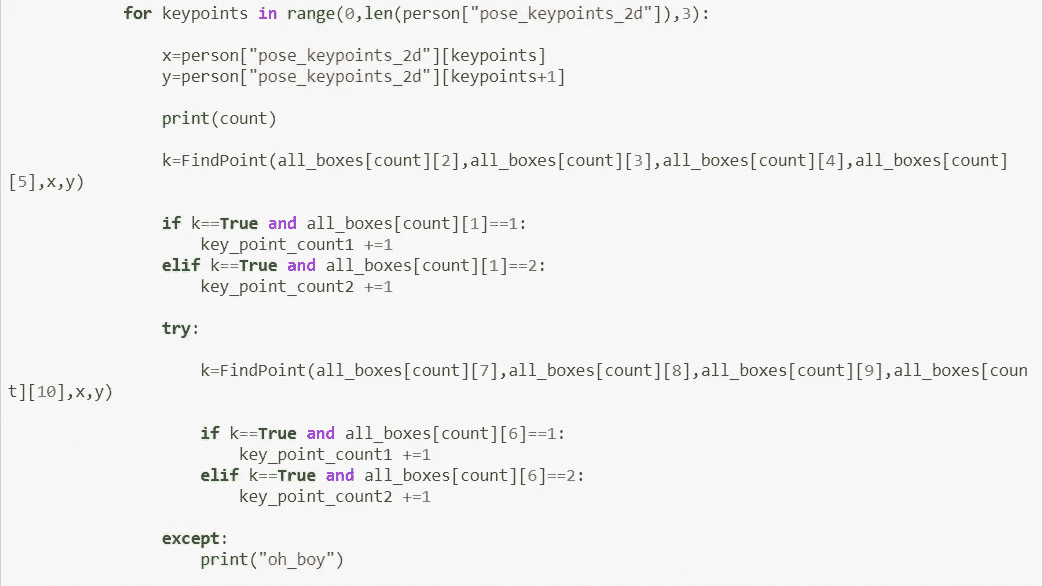 for keypoints in range(0,len(person["pose_keypoints_2d"]),3):
x=person["pose_keypoints_2d"][keypoints]
y=person["pose_keypoints_2d"][keypoints+1]
print(count)
k=FindPoint(all_boxes[count][2],all_boxes[count][3],all_boxes[count][4],all_boxes[count]
[5],x,y)
if k==True and all_boxes[count][1]==1:
key_point_count1 +=1
elif k==True and all_boxes[count][1]==2:
key_point_count2 +=1
try:
k=FindPoint(all_boxes[count][7],all_boxes[count][8],all_boxes[count][9],all_boxes[coun
t][10],x,y)
if k==True and all_boxes[count][6]==1:
key_point_count1 +=1
elif k==True and all_boxes[count][6]==2:
key_point_count2 +=1
except:
print("oh_boy")